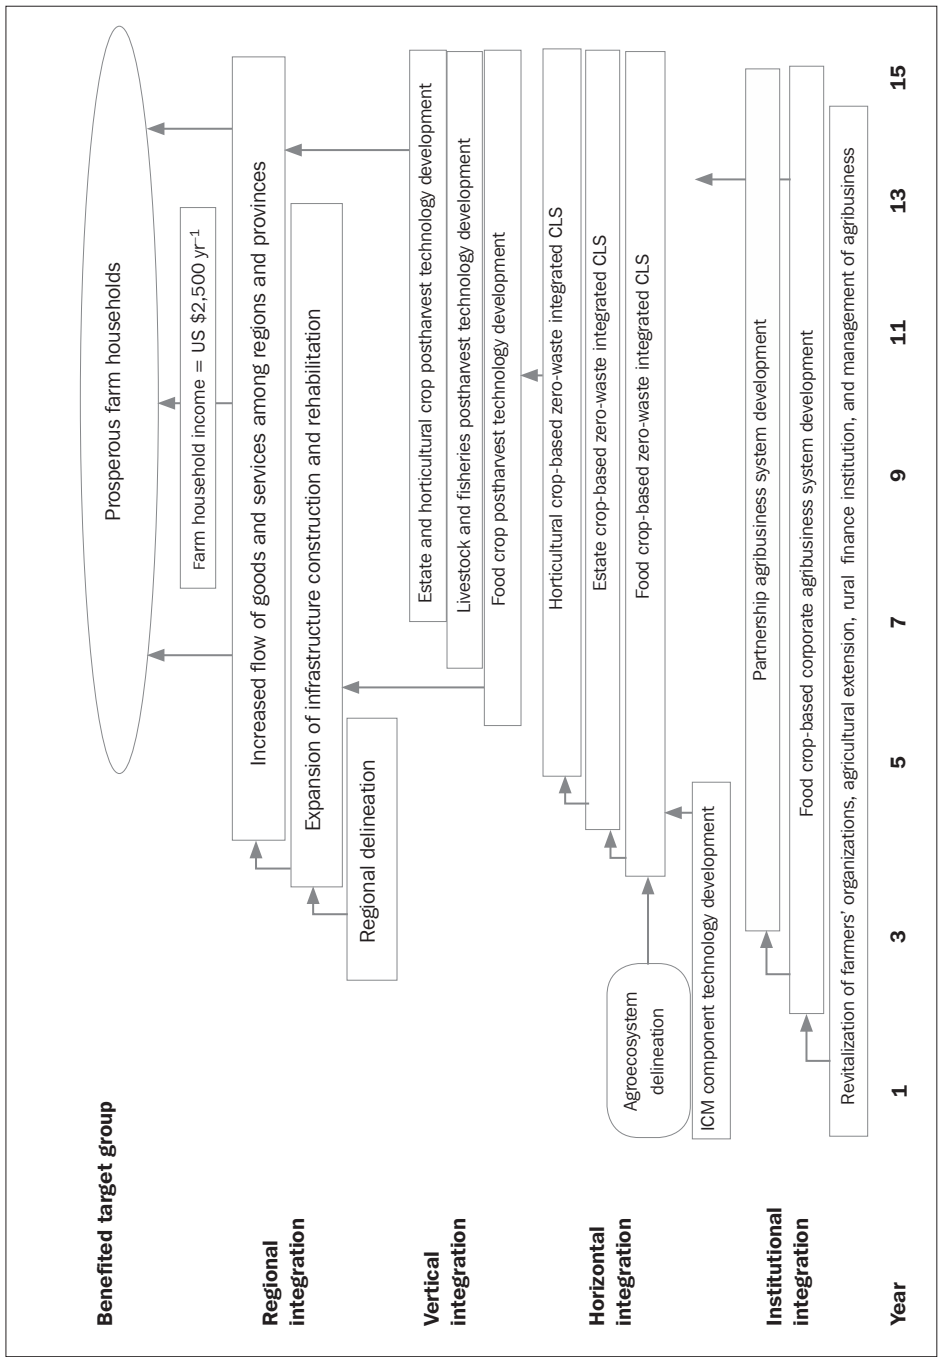 Benefited target group
Prosperous farm households
Farm household income = US $2,500 yr⁻¹
Regional
integration
Increased flow of goods and services among regions and provinces
Expansion of infrastructure construction and rehabilitation
Regional delineation
Vertical
integration
Estate and horticultural crop postharvest technology development
Livestock and fisheries postharvest technology development
Food crop postharvest technology development
Horizontal
integration
Horticultural crop-based zero-waste integrated CLS
Estate crop-based zero-waste integrated CLS
Food crop-based zero-waste integrated CLS
Agroecosystem
delineation
ICM component technology development
Institutional
integration
Partnership agribusiness system development
Food crop-based corporate agribusiness system development
Revitalization of farmers' organizations, agricultural extension, rural finance institution, and management of agribusiness
Year 1 3 5 7 9 11 13 15